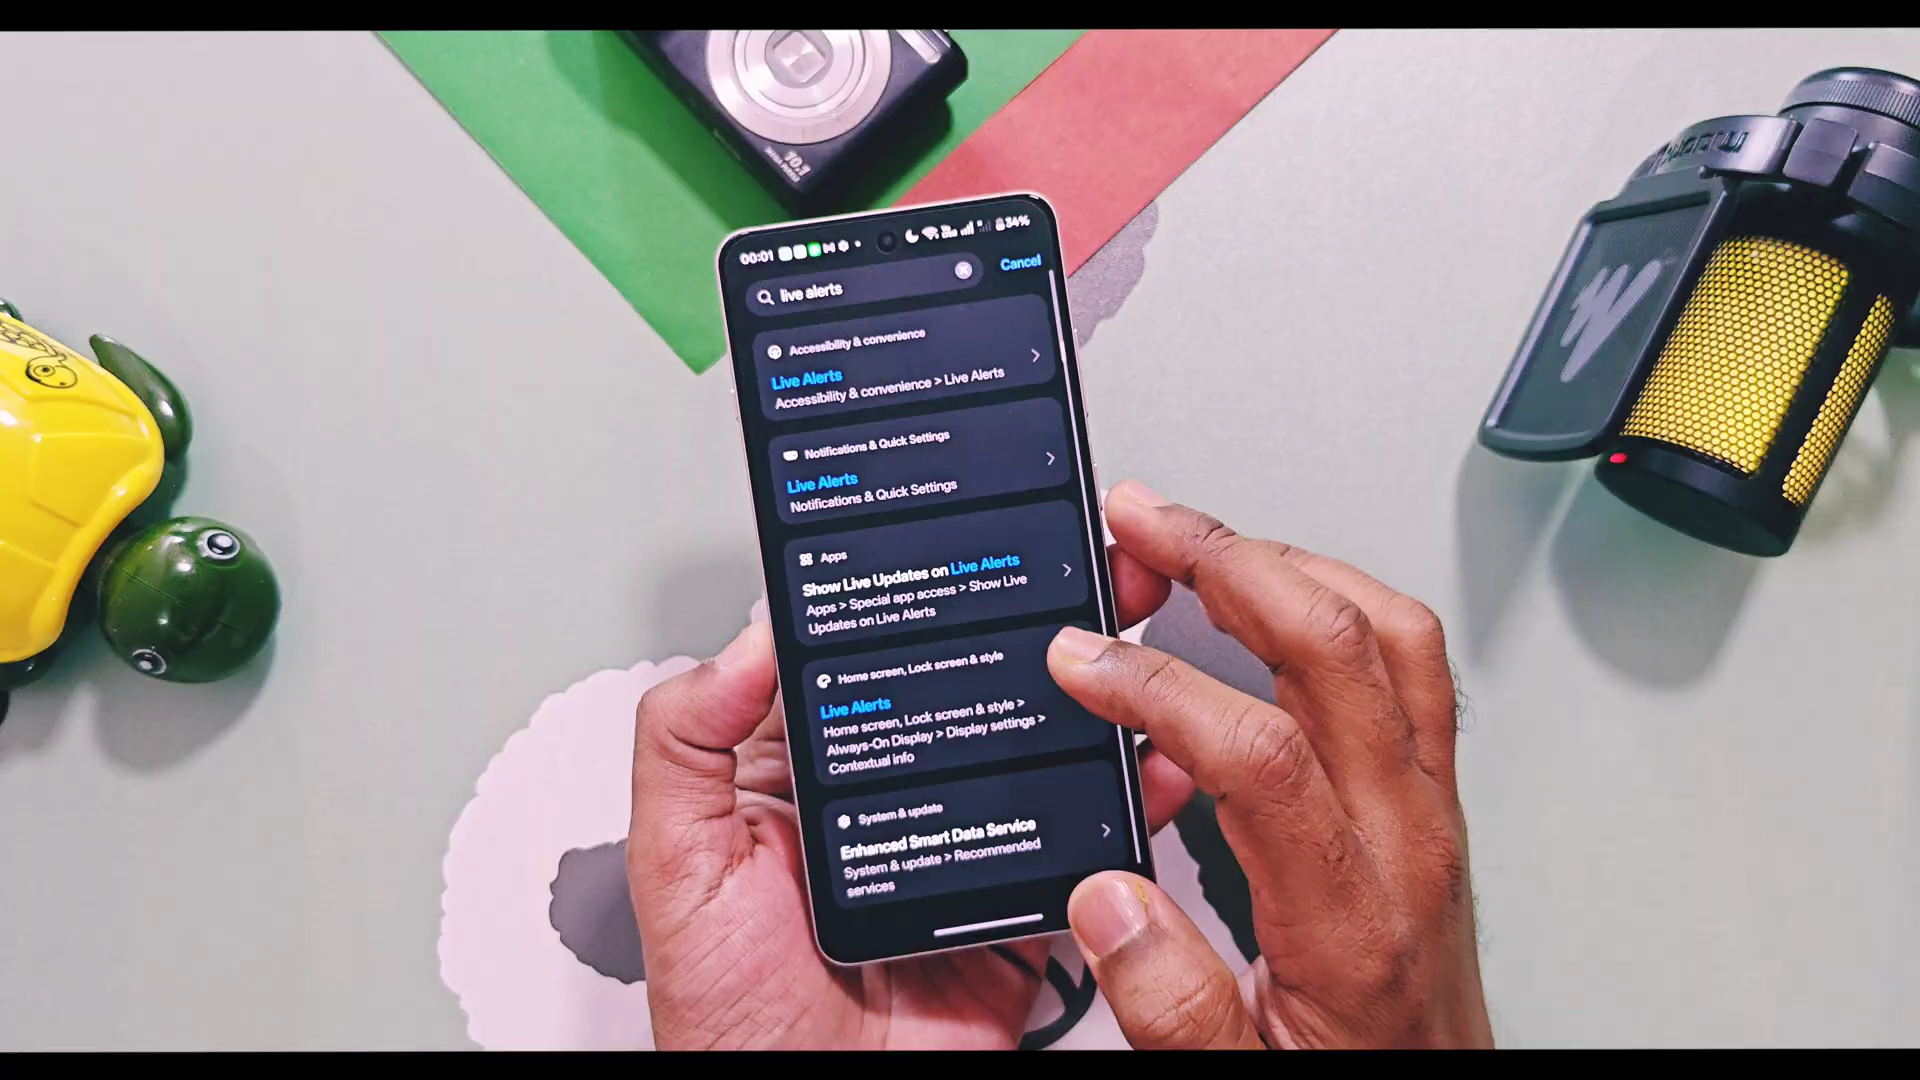 00:01
34%
live alerts
Cancel
Accessibility & convenience
Live Alerts
Accessibility & convenience > Live Alerts
Notifications & Quick Settings
Live Alerts
Notifications & Quick Settings
Apps
Show Live Updates on Live Alerts
Apps > Special app access > Show Live
Updates on Live Alerts
Home screen, Lock screen & style
Live Alerts
Home screen, Lock screen & style >
Always-On Display > Display settings >
Contextual info
System & update
Enhanced Smart Data Service
System & update > Recommended
services
10.1